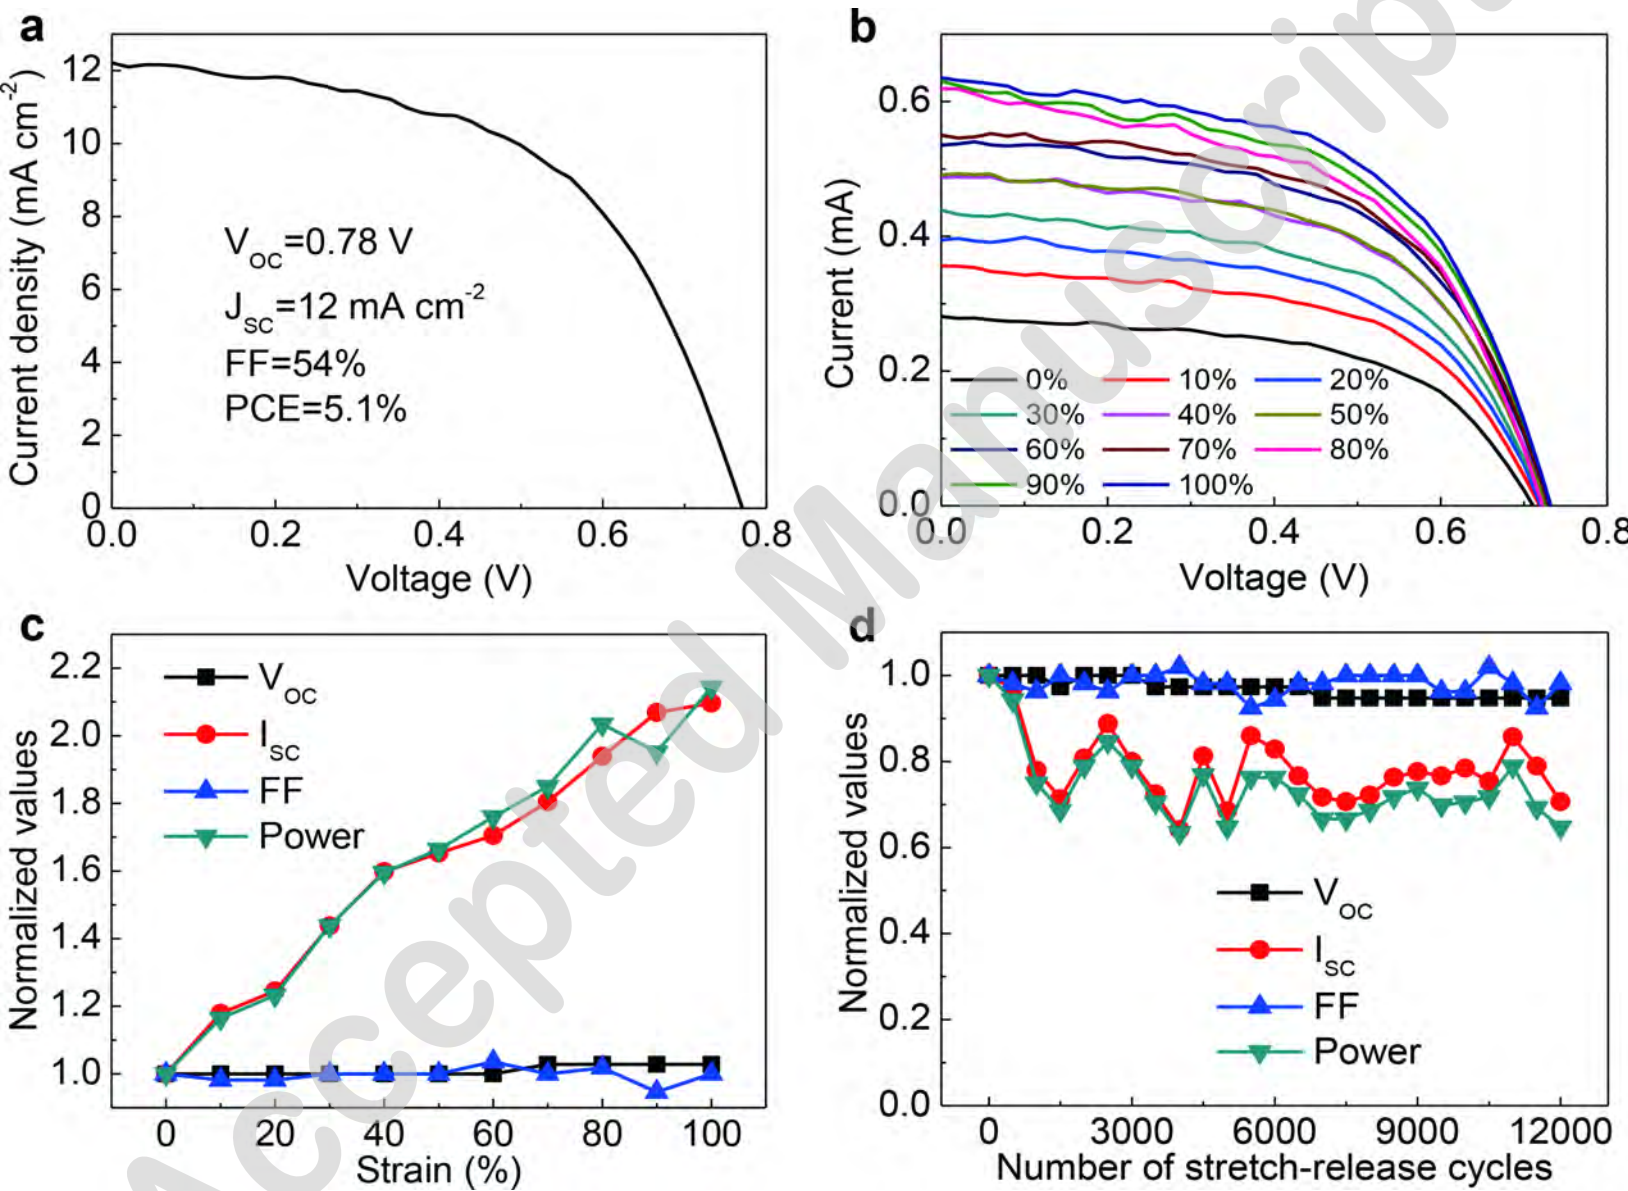 a
12
10
8
6
4
2
0
0.0 0.2 0.4 0.6 0.8
Current density (mA cm-2)
Voltage (V)
VOC=0.78 V
JSC=12 mA cm-2
FF=54%
PCE=5.1%
b
0.6
0.4
0.2
0.0
0.0 0.2 0.4 0.6 0.8
Current (mA)
Voltage (V)
0% 10% 20%
30% 40% 50%
60% 70% 80%
90% 100%
c
2.2
2.0
1.8
1.6
1.4
1.2
1.0
0 20 40 60 80 100
Normalized values
Strain (%)
VOC
ISC
FF
Power
d
1.0
0.8
0.6
0.4
0.2
0.0
0 3000 6000 9000 12000
Normalized values
Number of stretch-release cycles
VOC
ISC
FF
Power
Accepted Manuscript